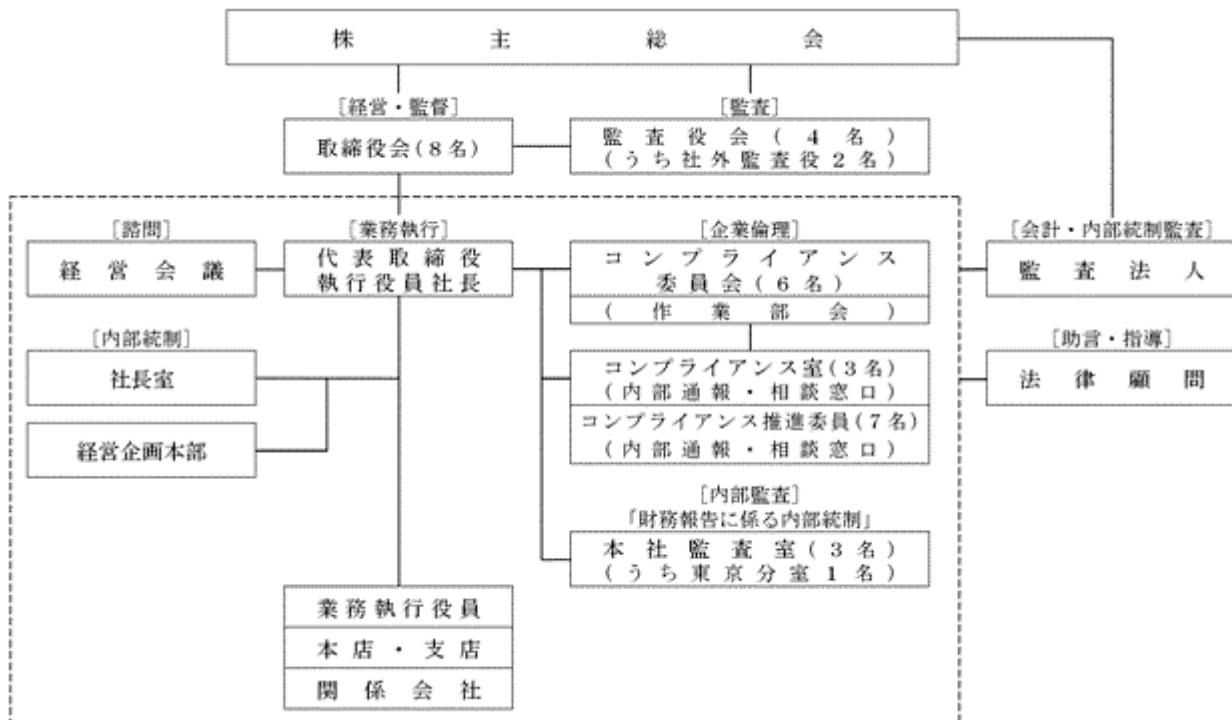 株主総会
[経営・監督]
[監査]
取締役会(8名)
監査役会(4名)
(うち社外監査役2名)
[諮問]
[業務執行]
[企業倫理]
[会計・内部統制監査]
経営会議
代表取締役
執行役員社長
コンプライアンス
委員会(6名)
(作業部会)
監査法人
[内部統制]
[助言・指導]
社長室
コンプライアンス室(3名)
(内部通報・相談窓口)
法律顧問
コンプライアンス推進委員(7名)
(内部通報・相談窓口)
経営企画本部
[内部監査]
「財務報告に係る内部統制」
本社監査室(3名)
(うち東京分室1名)
業務執行役員
本店・支店
関係会社